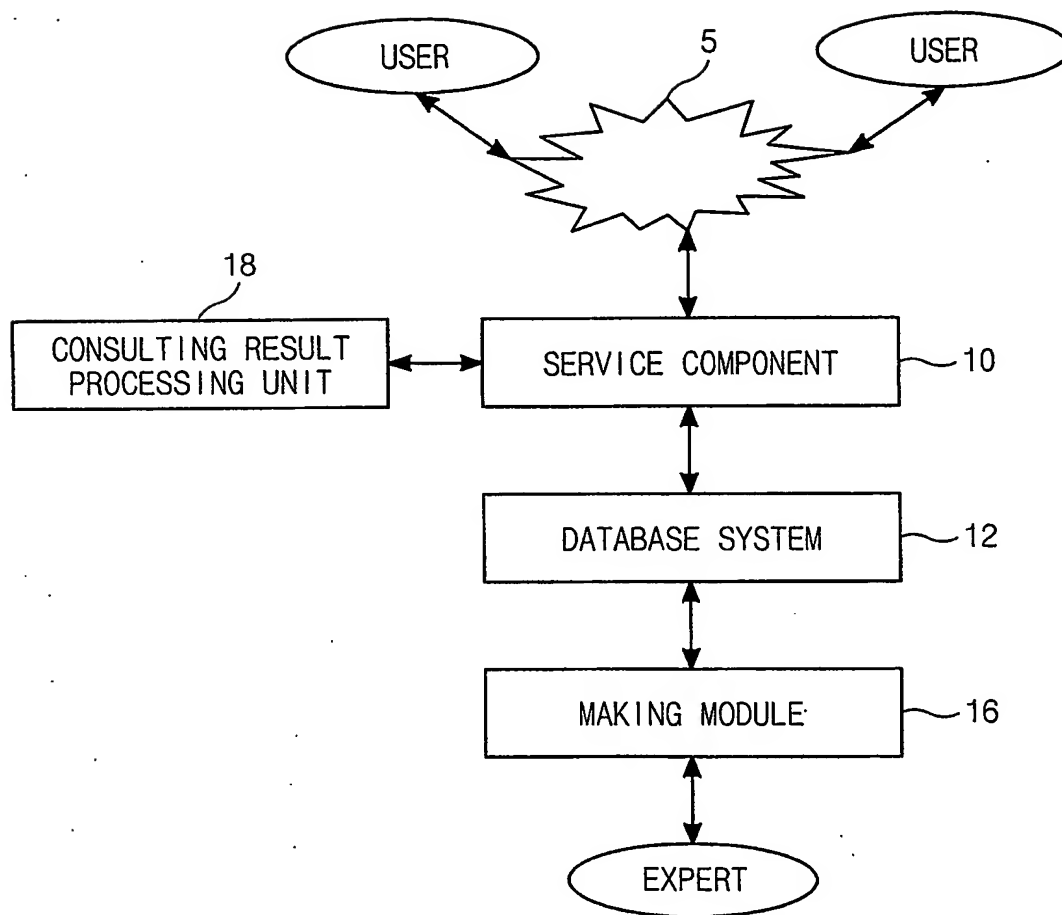 USER
5
USER
18
CONSULTING RESULT
PROCESSING UNIT
SERVICE COMPONENT
10
DATABASE SYSTEM
12
MAKING MODULE
16
EXPERT